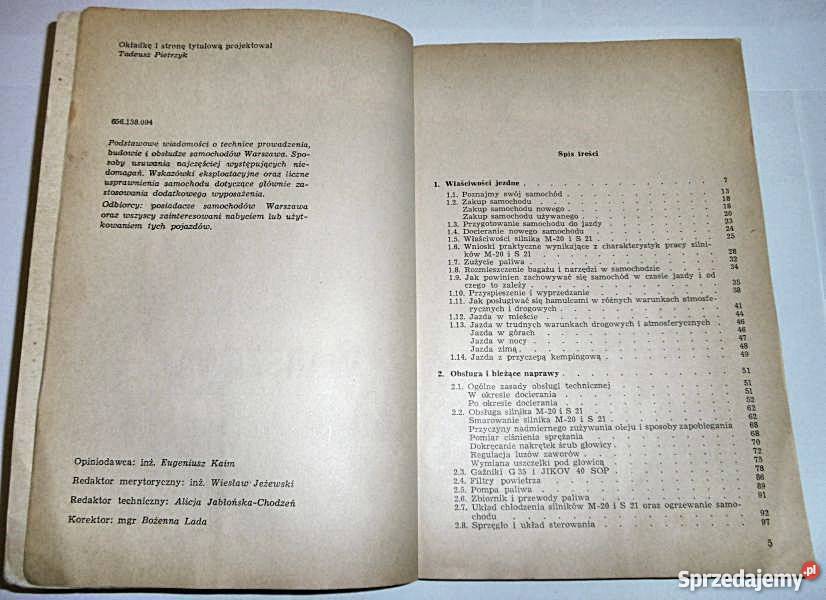 Okładkę i stronę tytułową projektował
Tadeusz Pietrzyk
656.138.004
Podstawowe wiadomości o technice prowadzenia,
budowie i obsłudze samochodów Warszawa. Spo-
soby usuwania najczęściej występujących nie-
domagań. Wskazówki eksploatacyjne oraz liczne
usprawnienia samochodu dotyczące głównie za-
stosowania dodatkowego wyposażenia.
Odbiorcy: posiadacze samochodów Warszawa
oraz wszyscy zainteresowani nabyciem lub użyt-
kowaniem tych pojazdów.
Opiniodawca: inż. Eugeniusz Kaim
Redaktor merytoryczny: inż. Wiesław Jeżewski
Redaktor techniczny: Alicja Jabłońska-Chodzeń
Korektor: mgr Bożenna Lada
Spis treści
1. Właściwości jezdne 7
1.1. Poznajmy swój samochód 13
1.2. Zakup samochodu 18
Zakup samochodu nowego 18
Zakup samochodu używanego 20
1.3. Przygotowanie samochodu do jazdy 23
1.4. Docieranie nowego samochodu 24
1.5. Właściwości silnika M-20 i S 21 25
1.6. Wnioski praktyczne wynikające z charakterystyk pracy silni-
ków M-20 i S 21 28
1.7. Zużycie paliwa 32
1.8. Rozmieszczenie bagażu i narzędzi w samochodzie 34
1.9. Jak powinien zachowywać się samochód w czasie jazdy i od
czego to zależy 35
1.10. Przyspieszenie i wyprzedzanie 38
1.11. Jak posługiwać się hamulcami w różnych warunkach atmosfe-
rycznych i drogowych 41
1.12. Jazda w mieście 44
1.13. Jazda w trudnych warunkach drogowych i atmosferycznych 46
Jazda w górach 46
Jazda w nocy 47
Jazda zimą 48
1.14. Jazda z przyczepą kempingową 49
2. Obsługa i bieżące naprawy 51
2.1. Ogólne zasady obsługi technicznej 51
W okresie docierania 51
Po okresie docierania 52
2.2. Obsługa silnika M-20 i S 21 62
Smarowanie silnika M-20 i S 21 62
Przyczyny nadmiernego zużywania oleju i sposoby zapobiegania 68
Pomiar ciśnienia sprężania 68
Dokręcanie nakrętek śrub głowicy 70
Regulacja luzów zaworów 72
Wymiana uszczelki pod głowicą 75
2.3. Gaźniki G 35 i JIKOV 40 SOP 78
2.4. Filtry powietrza 86
2.5. Pompa paliwa 89
2.6. Zbiornik i przewody paliwa 91
2.7. Układ chłodzenia silników M-20 i S 21 oraz ogrzewanie samo-
chodu 92
2.8. Sprzęgło i układ sterowania 97
5
Sprzedajemy.pl